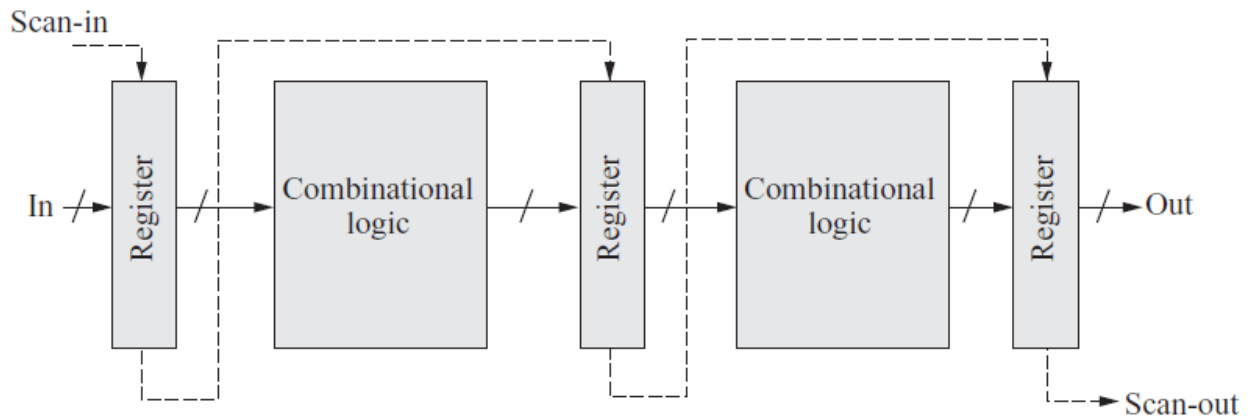 Scan-in
In
Register
Combinational
logic
Register
Combinational
logic
Register
Out
Scan-out